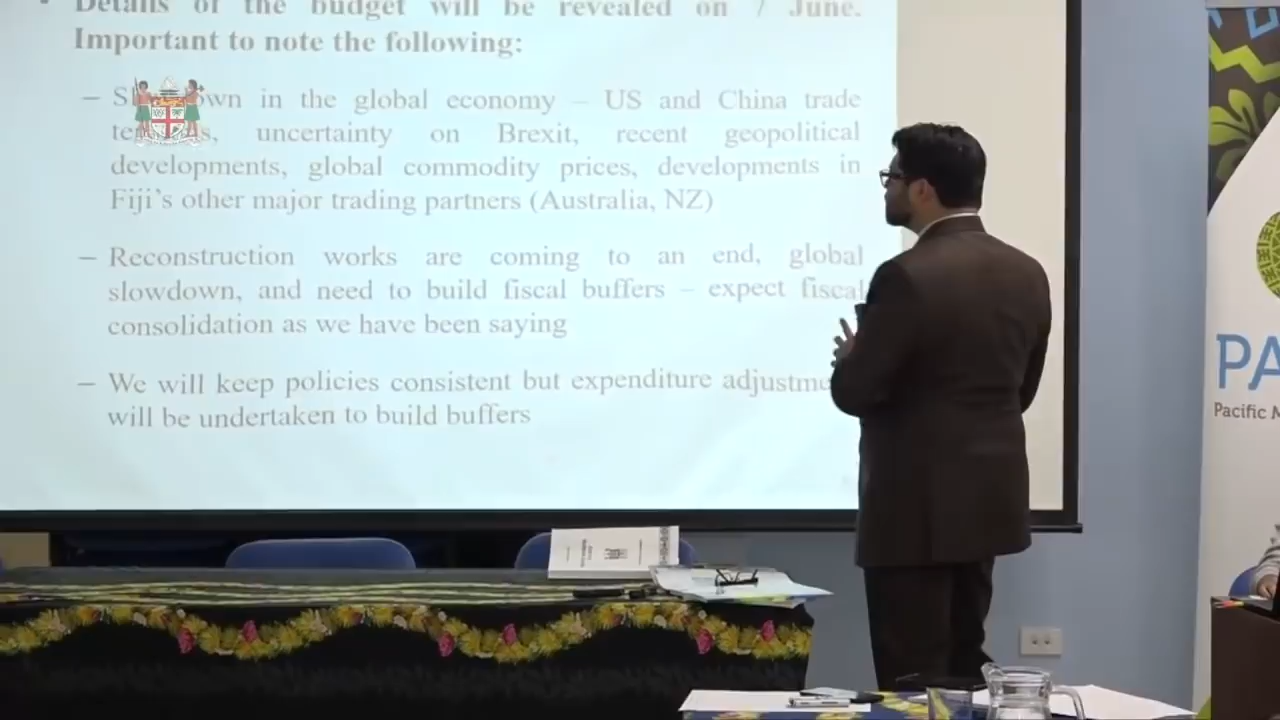 Details of the budget will be revealed on 7 June.
Important to note the following:
– in the global economy – US and China trade
uncertainty on Brexit, recent geopolitical
developments, global commodity prices, developments in
Fiji's other major trading partners (Australia, NZ)
– Reconstruction works are coming to an end, global
slowdown, and need to build fiscal buffers – expect fiscal
consolidation as we have been saying
– We will keep policies consistent but expenditure adjustme
will be undertaken to build buffers
PA
Pacific M